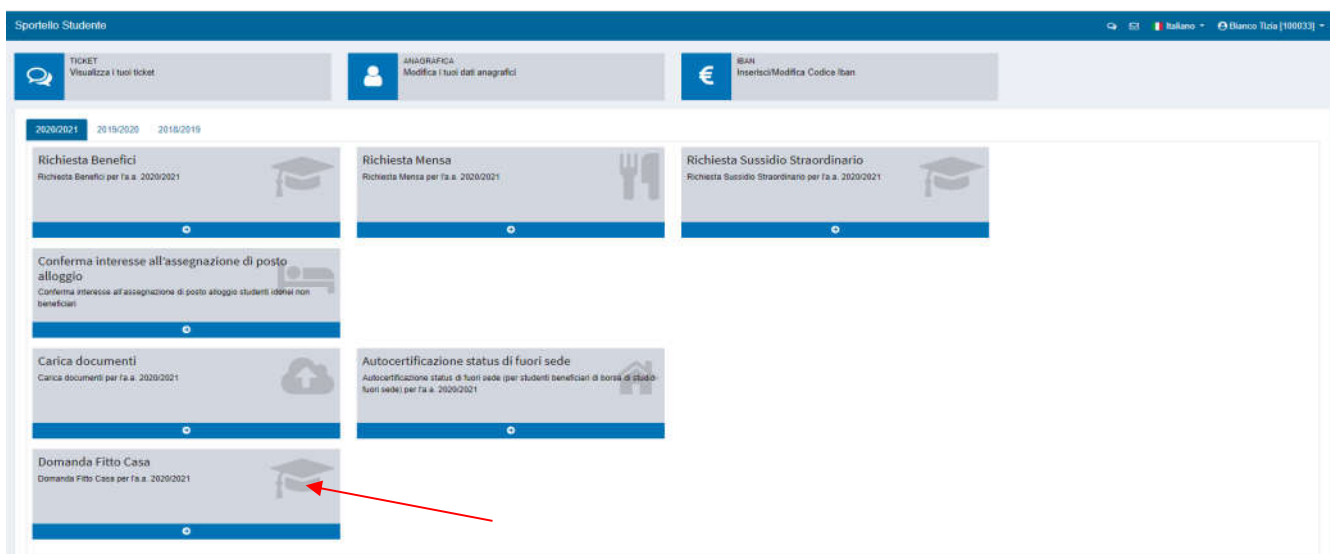 Sportello Studente
Italiano
Bianco Tizio [100033]
TICKET
Visualizza i tuoi ticket
ANAGRAFICA
Modifica i tuoi dati anagrafici
IBAN
Inserisci/Modifica Codice Iban
2020/2021 2019/2020 2018/2019
Richiesta Benefici
Richiesta Benefici per l'a.a. 2020/2021
Richiesta Mensa
Richiesta Mensa per l'a.a. 2020/2021
Richiesta Sussidio Straordinario
Richiesta Sussidio Straordinario per l'a.a. 2020/2021
Conferma interesse all'assegnazione di posto
alloggio
Conferma interesse all'assegnazione di posto alloggio studenti idonei non
beneficiari
Carica documenti
Carica documenti per l'a.a. 2020/2021
Autocertificazione status di fuori sede
Autocertificazione status di fuori sede (per studenti beneficiari di borsa di studio
fuori sede) per l'a.a. 2020/2021
Domanda Fitto Casa
Domanda Fitto Casa per l'a.a. 2020/2021